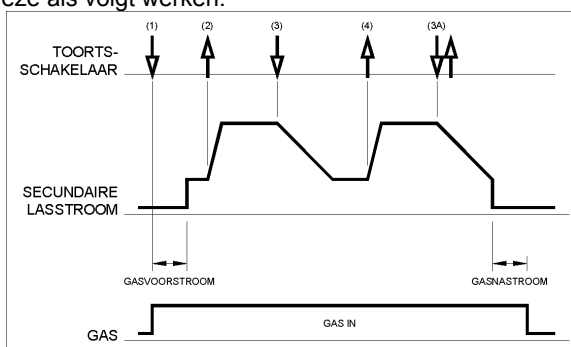 eze als volgt werken:
(1) (2) (3) (4) (3A)
TOORTS-
SCHAKELAAR
SECUNDAIRE
LASSTROOM
GASVOORSTROOM
GASNASTROOM
GAS IN
GAS